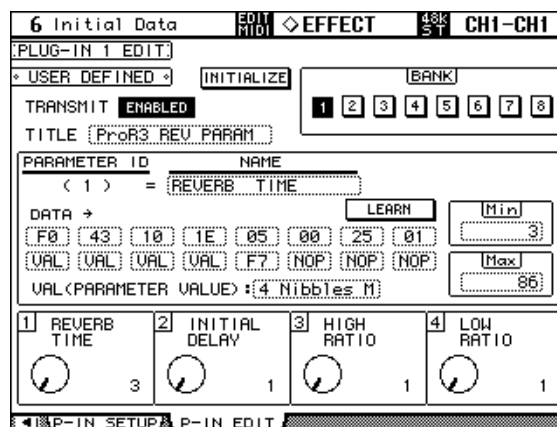 6 Initial Data EDIT MIDI ◇EFFECT 48K ST CH1-CH1
PLUG-IN 1 EDIT
USER DEFINED INITIALIZE BANK
TRANSMIT ENABLED 1 2 3 4 5 6 7 8
TITLE ProR3 REV PARAM
PARAMETER ID NAME
( 1 ) = REVERB TIME
DATA → LEARN Min
F0 43 10 1E 05 00 25 01 3
VAL VAL VAL VAL F7 NOP NOP NOP Max
VAL(PARAMETER VALUE): 4 Nibbles M 86
1 REVERB TIME 2 INITIAL DELAY 3 HIGH RATIO 4 LOW RATIO
3 1 1 1
P-IN SETUP P-IN EDIT